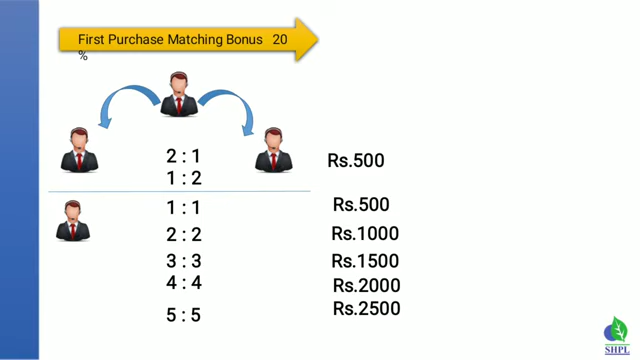 First Purchase Matching Bonus 20
%
2 : 1
1 : 2
Rs.500
1 : 1 Rs.500
2 : 2 Rs.1000
3 : 3 Rs.1500
4 : 4 Rs.2000
5 : 5 Rs.2500
SHPL